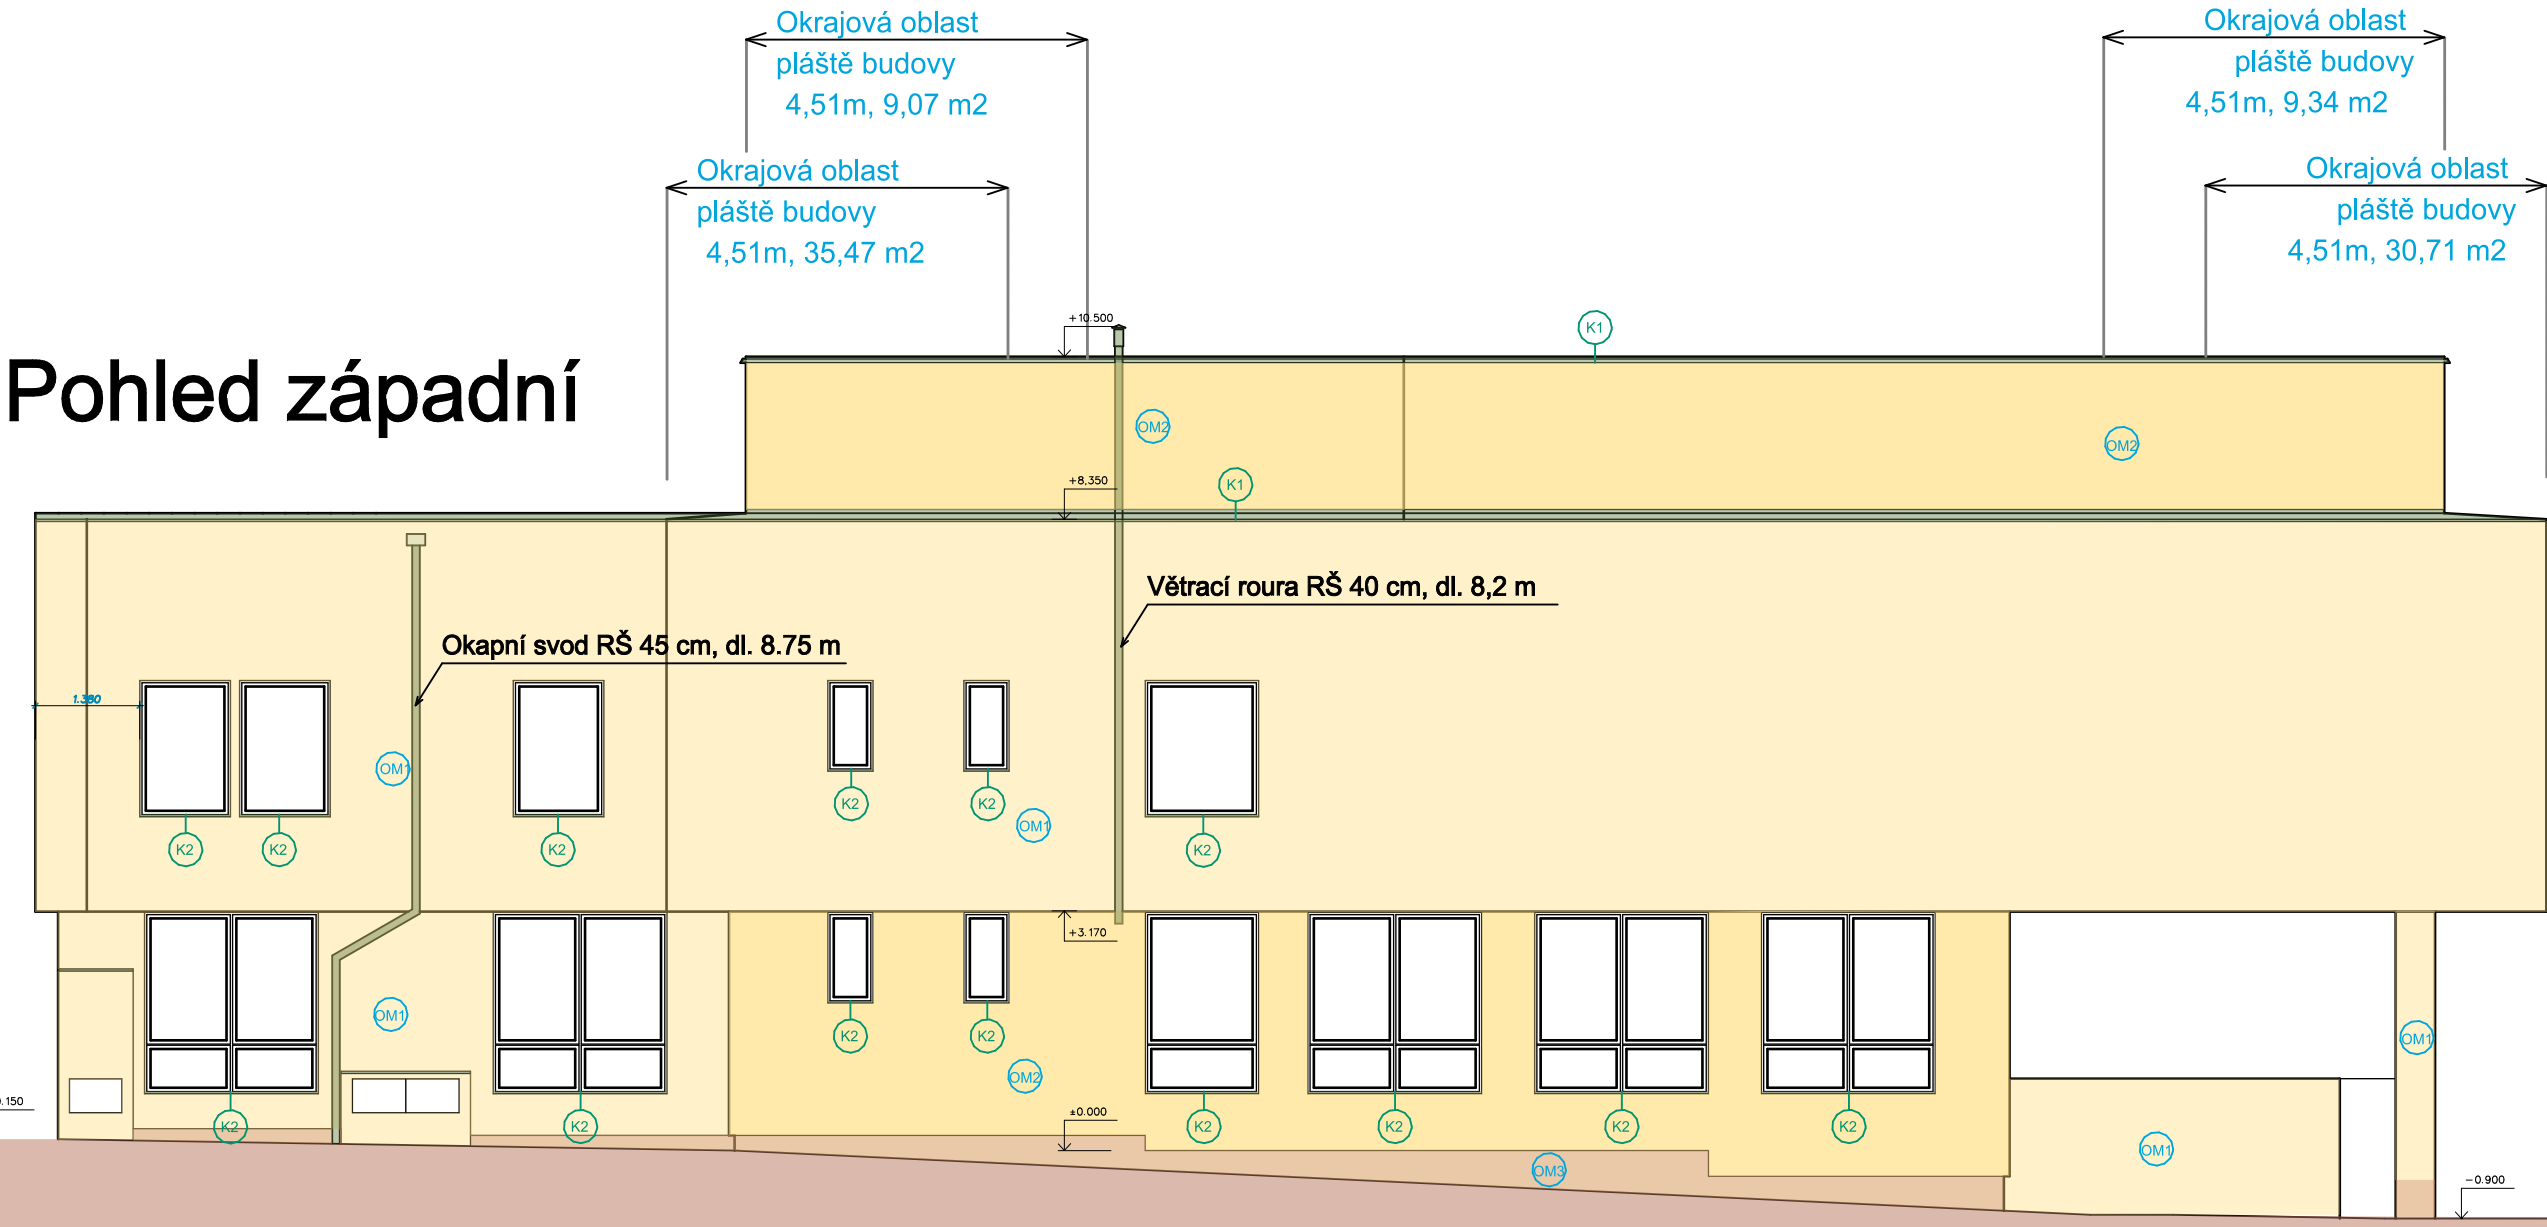 Okrajová oblast
pláště budovy
4,51m, 9,07 m2
Okrajová oblast
pláště budovy
4,51m, 9,34 m2
Okrajová oblast
pláště budovy
4,51m, 35,47 m2
Okrajová oblast
pláště budovy
4,51m, 30,71 m2
+10.500
K1
Pohled západní
OM2
OM2
+8,350
K1
Větrací roura RŠ 40 cm, dl. 8,2 m
Okapní svod RŠ 45 cm, dl. 8.75 m
1.380
OM1
K2
K2
OM1
K2
K2
K2
K2
+3.170
OM1
K2
K2
OM1
OM2
.150
±0.000
K2
K2
K2
K2
K2
K2
OM1
OM3
-0.900